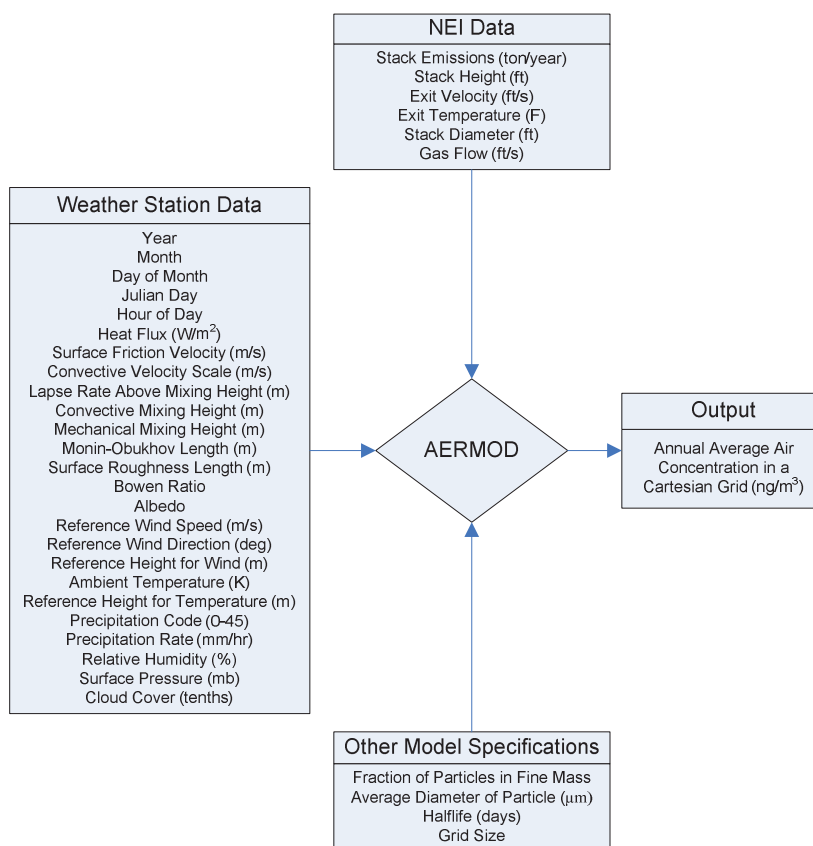 NEI Data
Stack Emissions (ton/year)
Stack Height (ft)
Exit Velocity (ft/s)
Exit Temperature (F)
Stack Diameter (ft)
Gas Flow (ft/s)
Weather Station Data
Year
Month
Day of Month
Julian Day
Hour of Day
Heat Flux (W/m²)
Surface Friction Velocity (m/s)
Convective Velocity Scale (m/s)
Lapse Rate Above Mixing Height (m)
Convective Mixing Height (m)
Mechanical Mixing Height (m)
Monin-Obukhov Length (m)
Surface Roughness Length (m)
Bowen Ratio
Albedo
Reference Wind Speed (m/s)
Reference Wind Direction (deg)
Reference Height for Wind (m)
Ambient Temperature (K)
Reference Height for Temperature (m)
Precipitation Code (0-45)
Precipitation Rate (mm/hr)
Relative Humidity (%)
Surface Pressure (mb)
Cloud Cover (tenths)
AERMOD
Output
Annual Average Air
Concentration in a
Cartesian Grid (ng/m³)
Other Model Specifications
Fraction of Particles in Fine Mass
Average Diameter of Particle (μm)
Halflife (days)
Grid Size